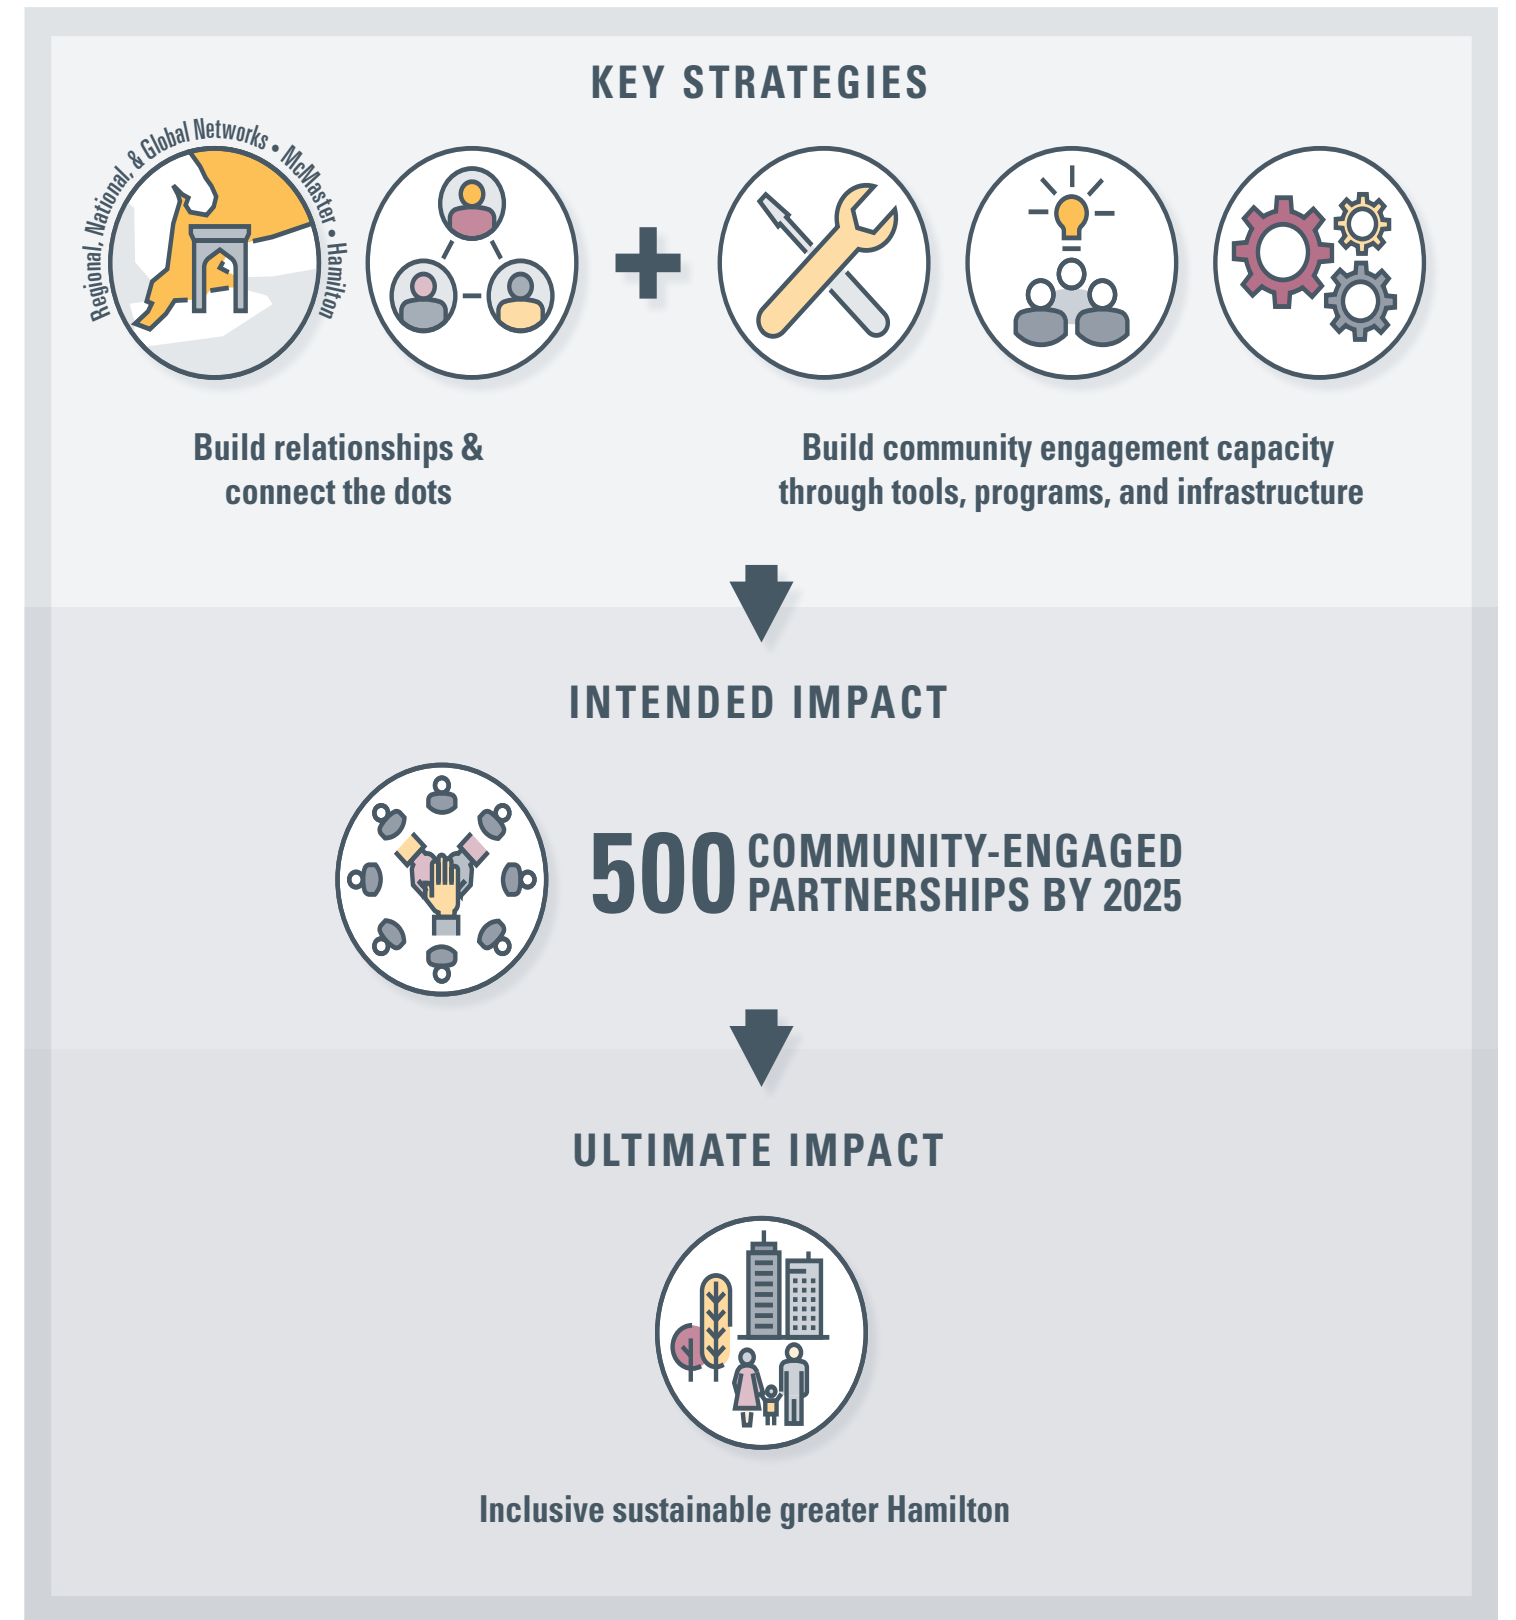 KEY STRATEGIES
Regional, National, & Global Networks • McMaster • Hamilton
Build relationships &
connect the dots
Build community engagement capacity
through tools, programs, and infrastructure
INTENDED IMPACT
500 COMMUNITY-ENGAGED
PARTNERSHIPS BY 2025
ULTIMATE IMPACT
Inclusive sustainable greater Hamilton